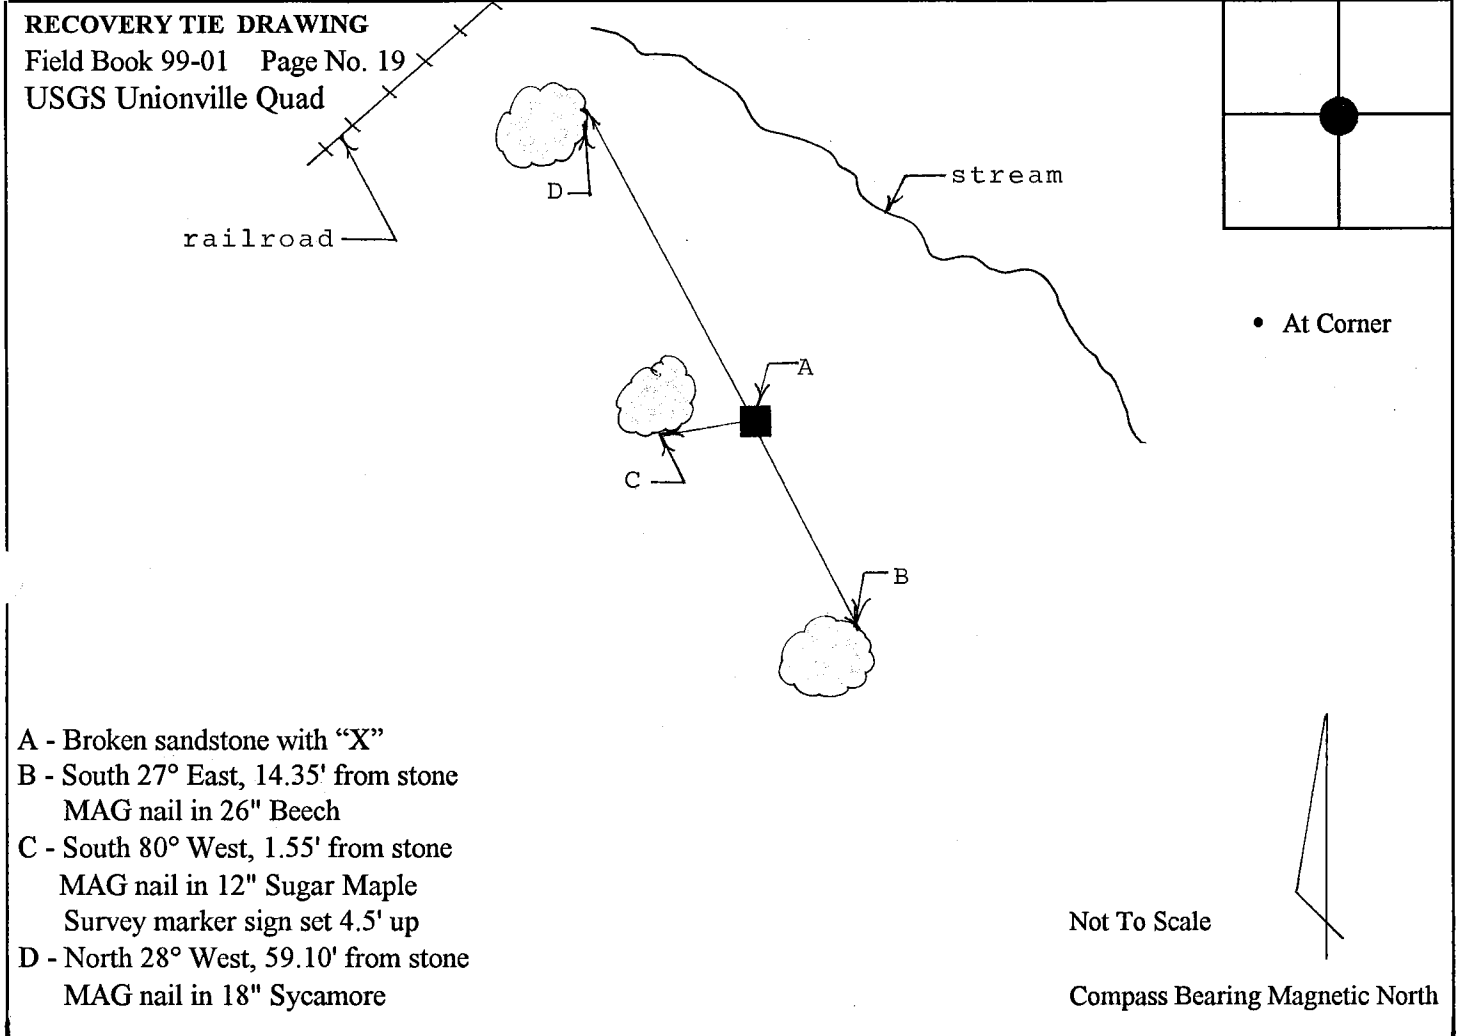 RECOVERY TIE DRAWING
Field Book 99-01 Page No. 19
USGS Unionville Quad
railroad
D
stream
At Corner
A
C
B
A - Broken sandstone with “X”
B - South 27° East, 14.35' from stone
MAG nail in 26" Beech
C - South 80° West, 1.55' from stone
MAG nail in 12" Sugar Maple
Survey marker sign set 4.5' up
D - North 28° West, 59.10' from stone
MAG nail in 18" Sycamore
Not To Scale
Compass Bearing Magnetic North